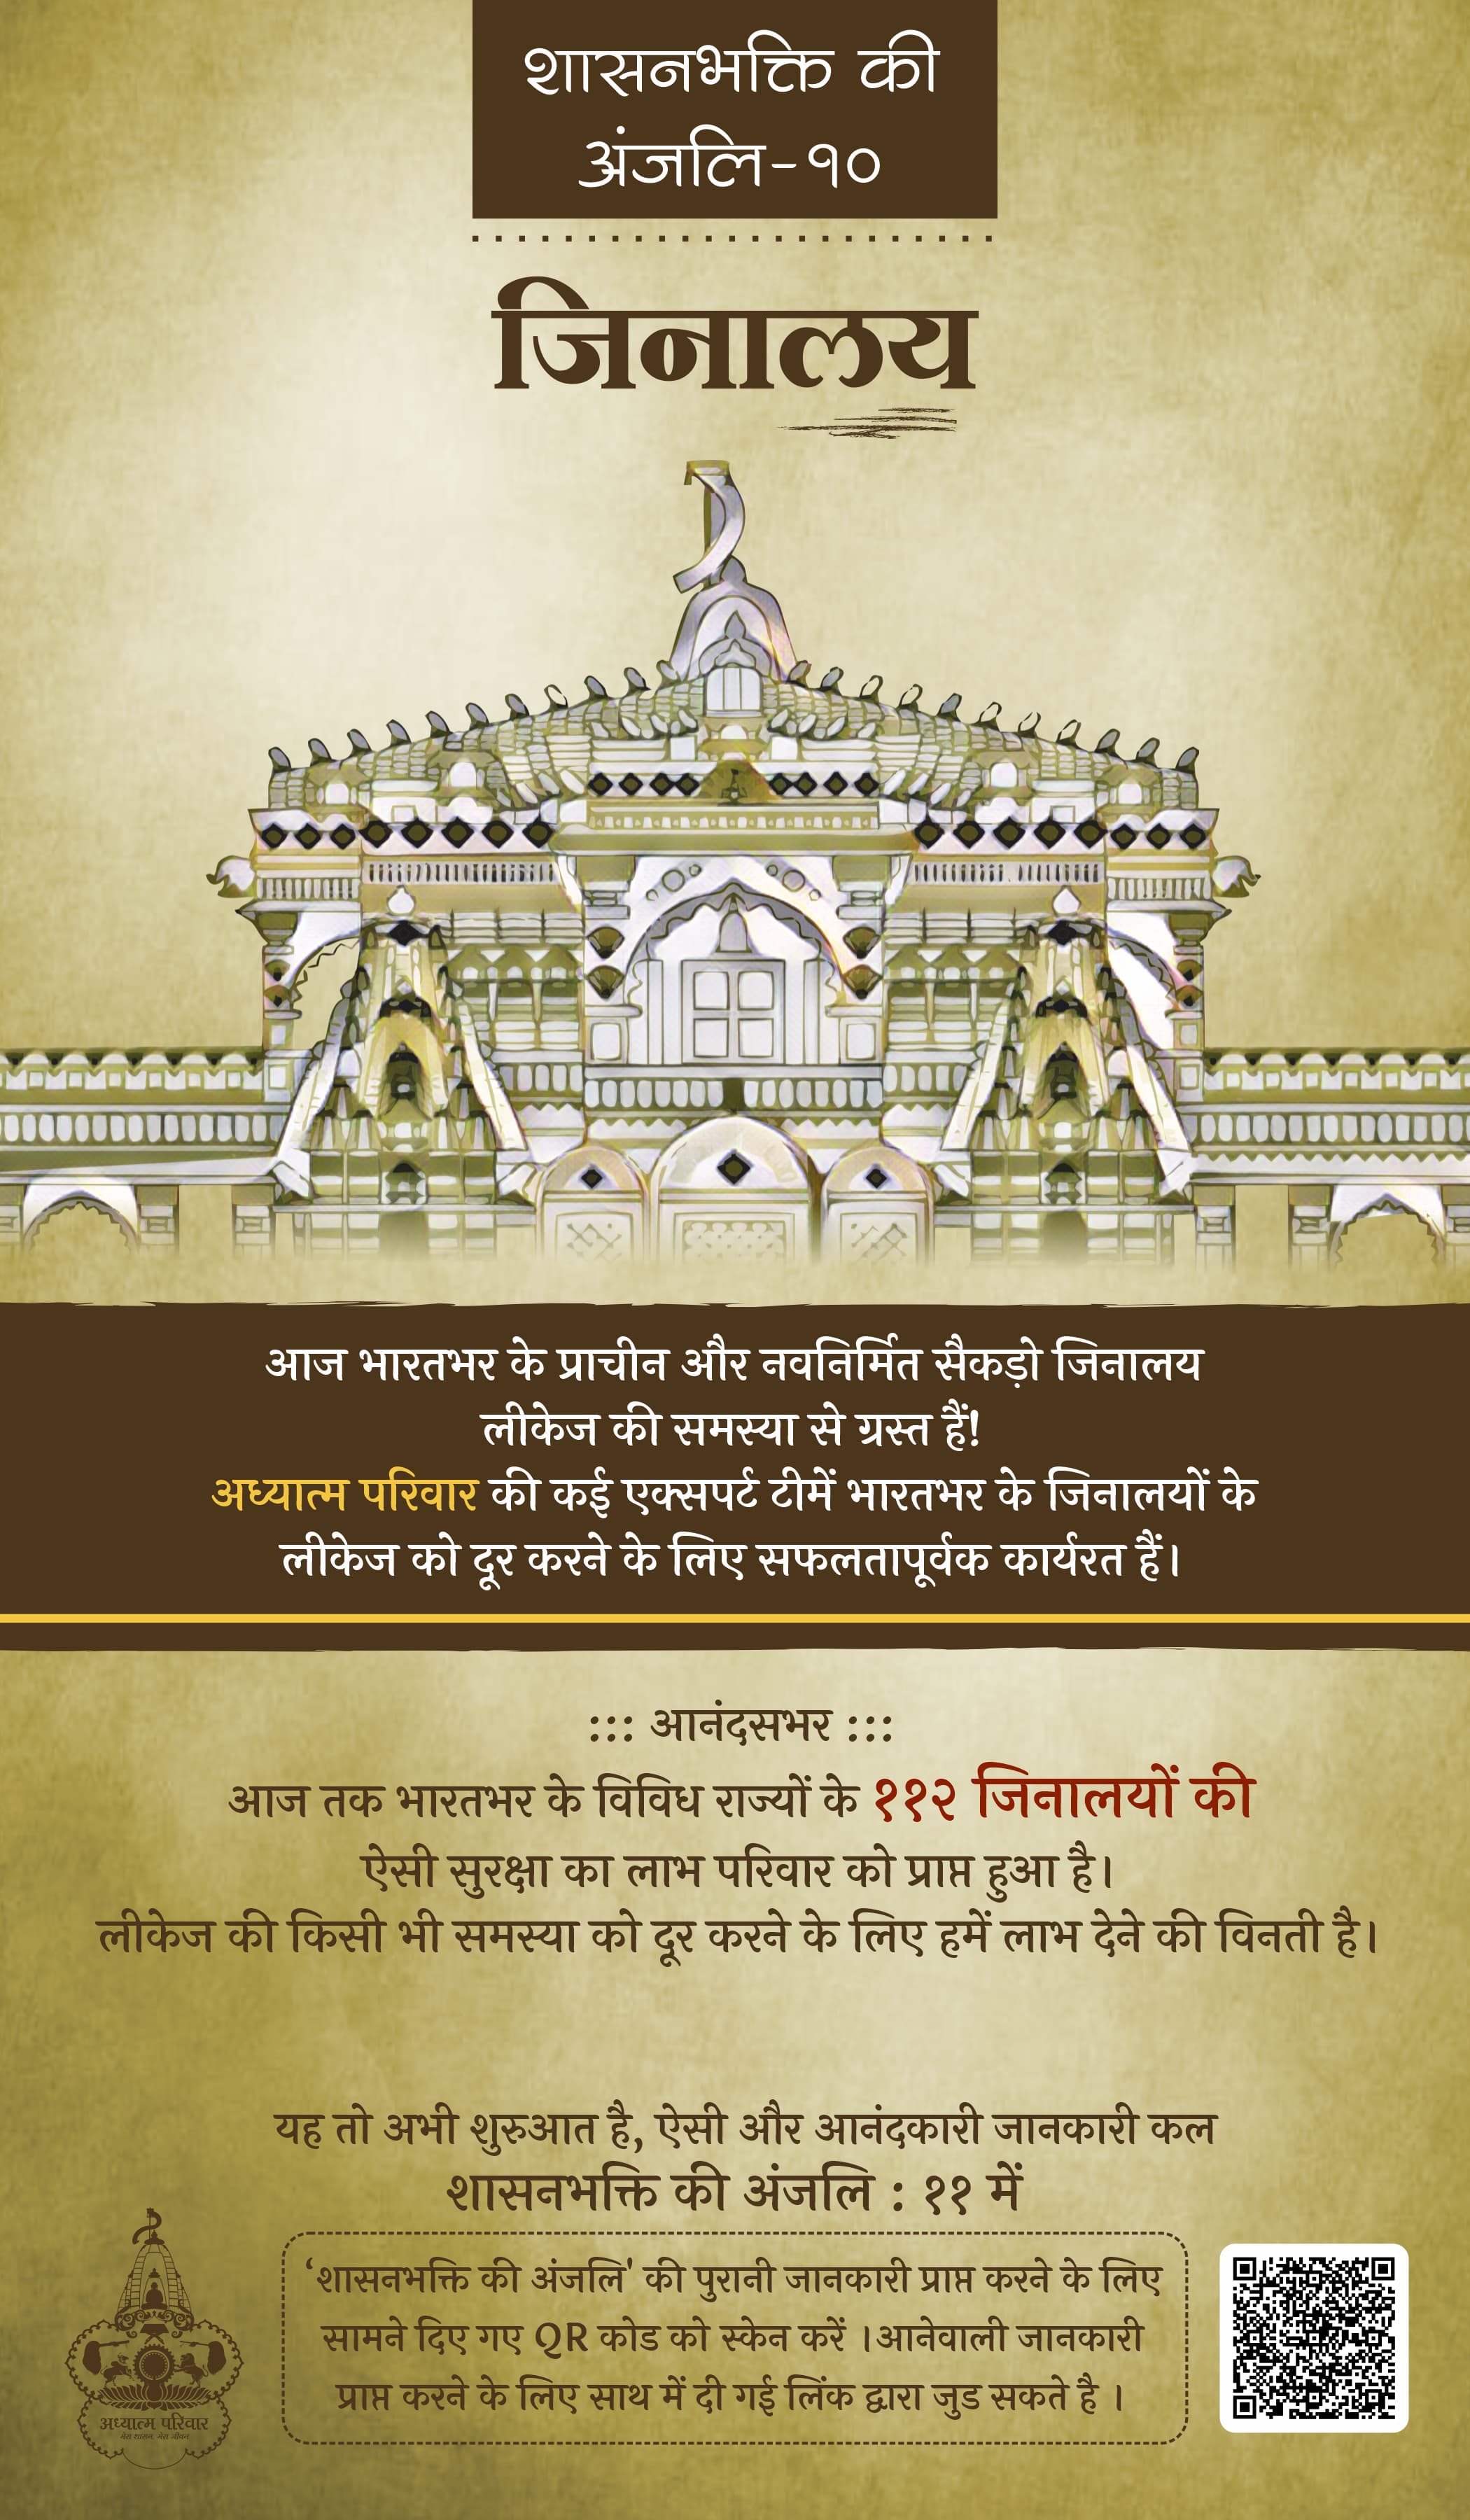 शासनभक्ति की
अंजलि-१०
जिनालय
आज भारतभर के प्राचीन और नवनिर्मित सैकड़ो जिनालय
लीकेज की समस्या से ग्रस्त हैं!
अध्यात्म परिवार की कई एक्सपर्ट टीमें भारतभर के जिनालयों के
लीकेज को दूर करने के लिए सफलतापूर्वक कार्यरत हैं।
::: आनंदसभर :::
आज तक भारतभर के विविध राज्यों के ११२ जिनालयों की
ऐसी सुरक्षा का लाभ परिवार को प्राप्त हुआ है।
लीकेज की किसी भी समस्या को दूर करने के लिए हमें लाभ देने की विनती है।
यह तो अभी शुरुआत है, ऐसी और आनंदकारी जानकारी कल
शासनभक्ति की अंजलि : ११ में
‘शासनभक्ति की अंजलि' की पुरानी जानकारी प्राप्त करने के लिए
सामने दिए गए QR कोड को स्केन करें ।आनेवाली जानकारी
प्राप्त करने के लिए साथ में दी गई लिंक द्वारा जुड सकते है ।
अध्यात्म परिवार
मेरा शासन, मेरा जीवन